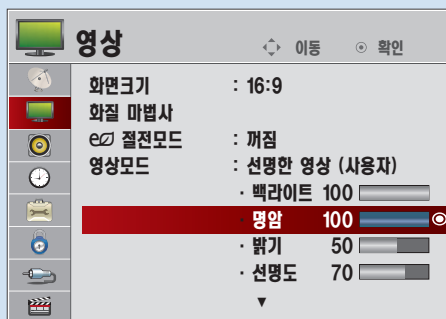 영상 이동 ◉ 확인
화면크기 : 16:9
화질 마법사
e 절전모드 : 꺼짐
영상모드 : 선명한 영상 (사용자)
· 백라이트 100
· 명암 100
· 밝기 50
· 선명도 70
▼